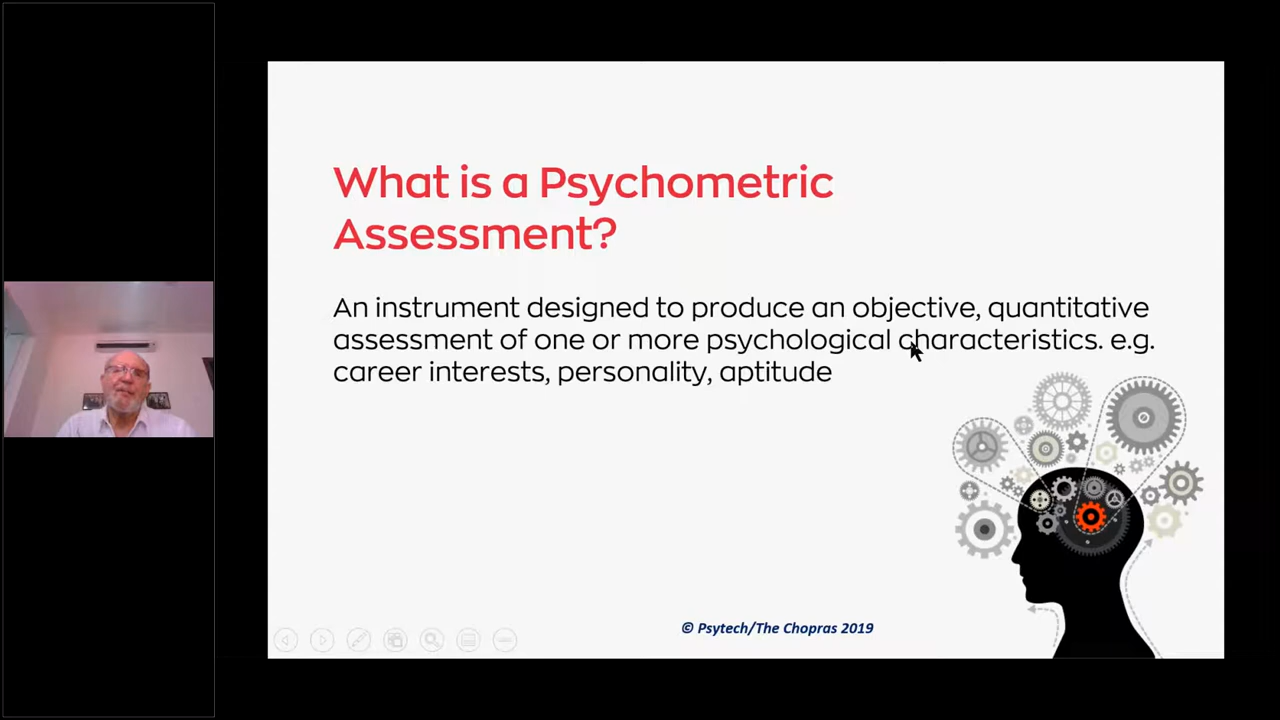 What is a Psychometric
Assessment?
An instrument designed to produce an objective, quantitative
assessment of one or more psychological characteristics. e.g.
career interests, personality, aptitude
© Psytech/The Chopras 2019